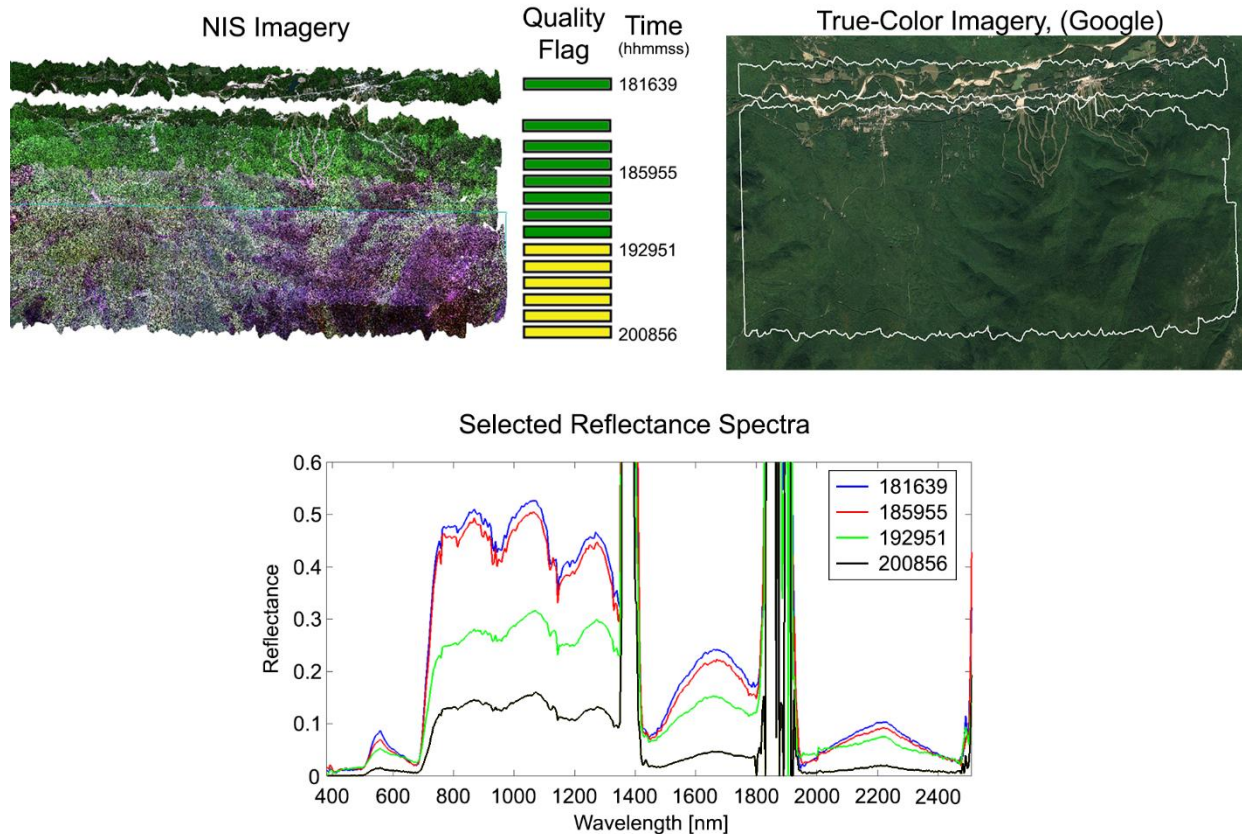 NIS Imagery
Quality
Flag
Time
(hhmmss)
True-Color Imagery, (Google)
181639
185955
192951
200856
Selected Reflectance Spectra
0.6
0.5
0.4
0.3
0.2
0.1
0
Reflectance
181639
185955
192951
200856
400 600 800 1000 1200 1400 1600 1800 2000 2200 2400
Wavelength [nm]